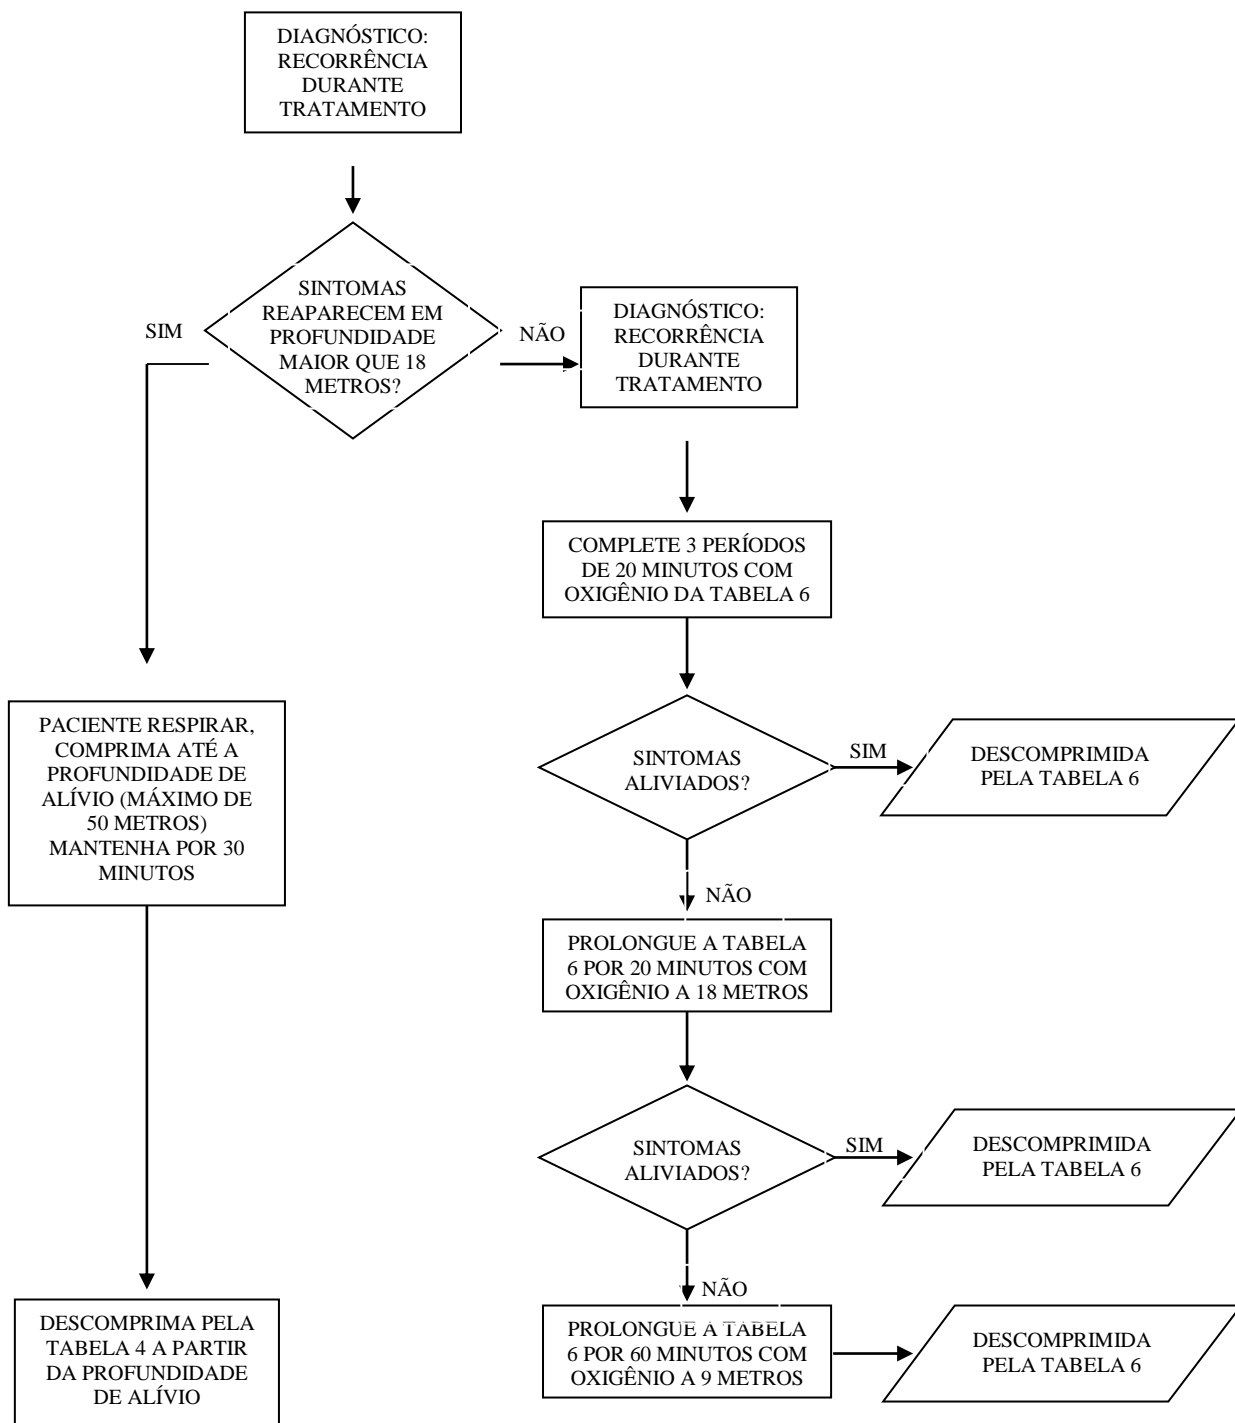 DIAGNÓSTICO:
RECORRÊNCIA
DURANTE
TRATAMENTO
SINTOMAS
REAPARECEM EM
PROFUNDIDADE
MAIOR QUE 18
METROS?
SIM
NÃO
DIAGNÓSTICO:
RECORRÊNCIA
DURANTE
TRATAMENTO
COMPLETE 3 PERÍODOS
DE 20 MINUTOS COM
OXIGÊNIO DA TABELA 6
PACIENTE RESPIRAR,
COMPRIMA ATÉ A
PROFUNDIDADE DE
ALÍVIO (MÁXIMO DE
50 METROS)
MANTENHA POR 30
MINUTOS
SINTOMAS
ALIVIADOS?
SIM
DESCOMPRIMIDA
PELA TABELA 6
NÃO
PROLONGUE A TABELA
6 POR 20 MINUTOS COM
OXIGÊNIO A 18 METROS
SINTOMAS
ALIVIADOS?
SIM
DESCOMPRIMIDA
PELA TABELA 6
NÃO
DESCOMPRIMA PELA
TABELA 4 A PARTIR
DA PROFUNDIDADE
DE ALÍVIO
PROLONGUE A TABELA
6 POR 60 MINUTOS COM
OXIGÊNIO A 9 METROS
DESCOMPRIMIDA
PELA TABELA 6